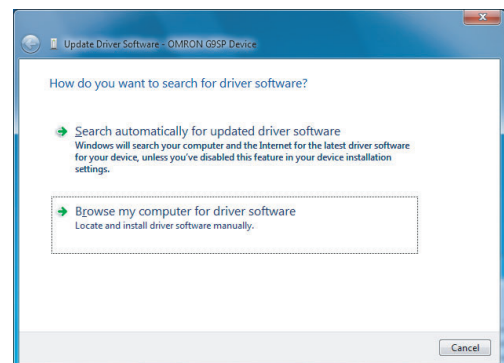 Update Driver Software - OMRON G9SP Device
How do you want to search for driver software?
Search automatically for updated driver software
Windows will search your computer and the Internet for the latest driver software
for your device, unless you've disabled this feature in your device installation
settings.
Browse my computer for driver software
Locate and install driver software manually.
Cancel